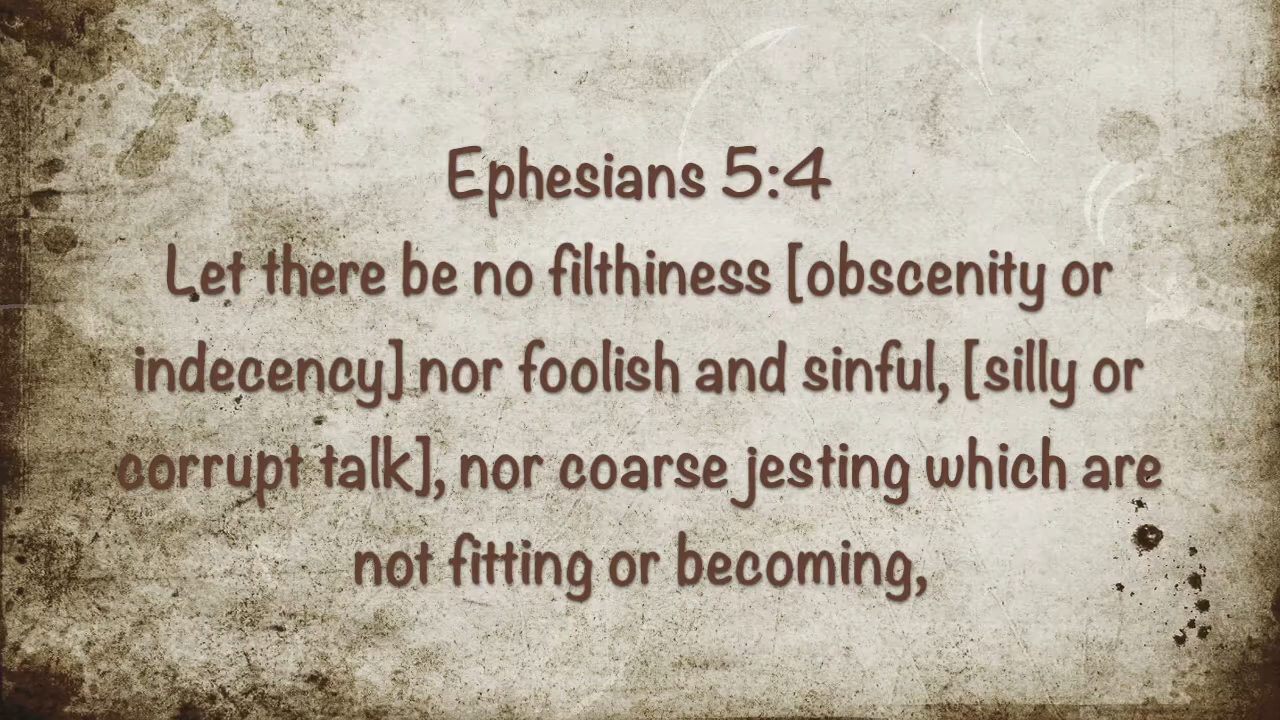 Ephesians 5:4
Let there be no filthiness [obscenity or
indecency] nor foolish and sinful, [silly or
corrupt talk], nor coarse jesting which are
not fitting or becoming,